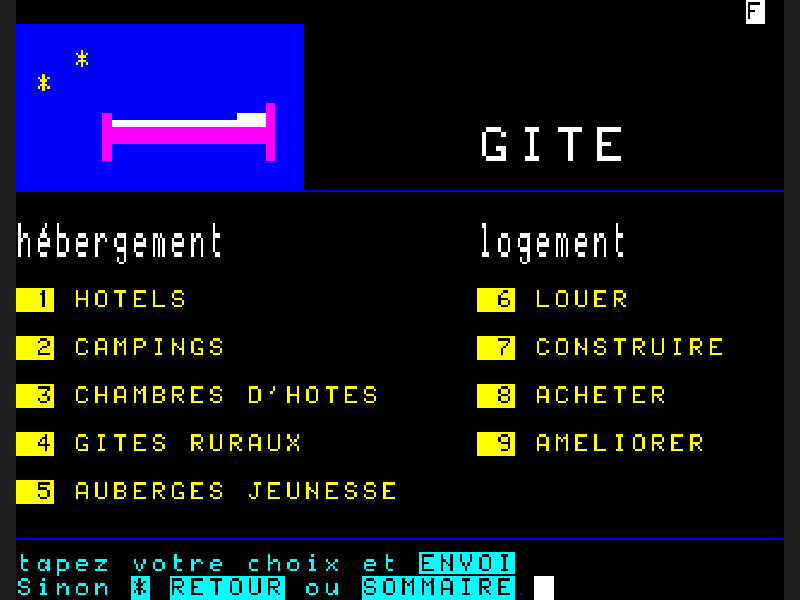 F
*
*
GITE
hébergement
logement
1 HOTELS
6 LOUER
2 CAMPINGS
7 CONSTRUIRE
3 CHAMBRES D'HOTES
8 ACHETER
4 GITES RURAUX
9 AMELIORER
5 AUBERGES JEUNESSE
tapez votre choix et ENVOI
Sinon * RETOUR ou SOMMAIRE.